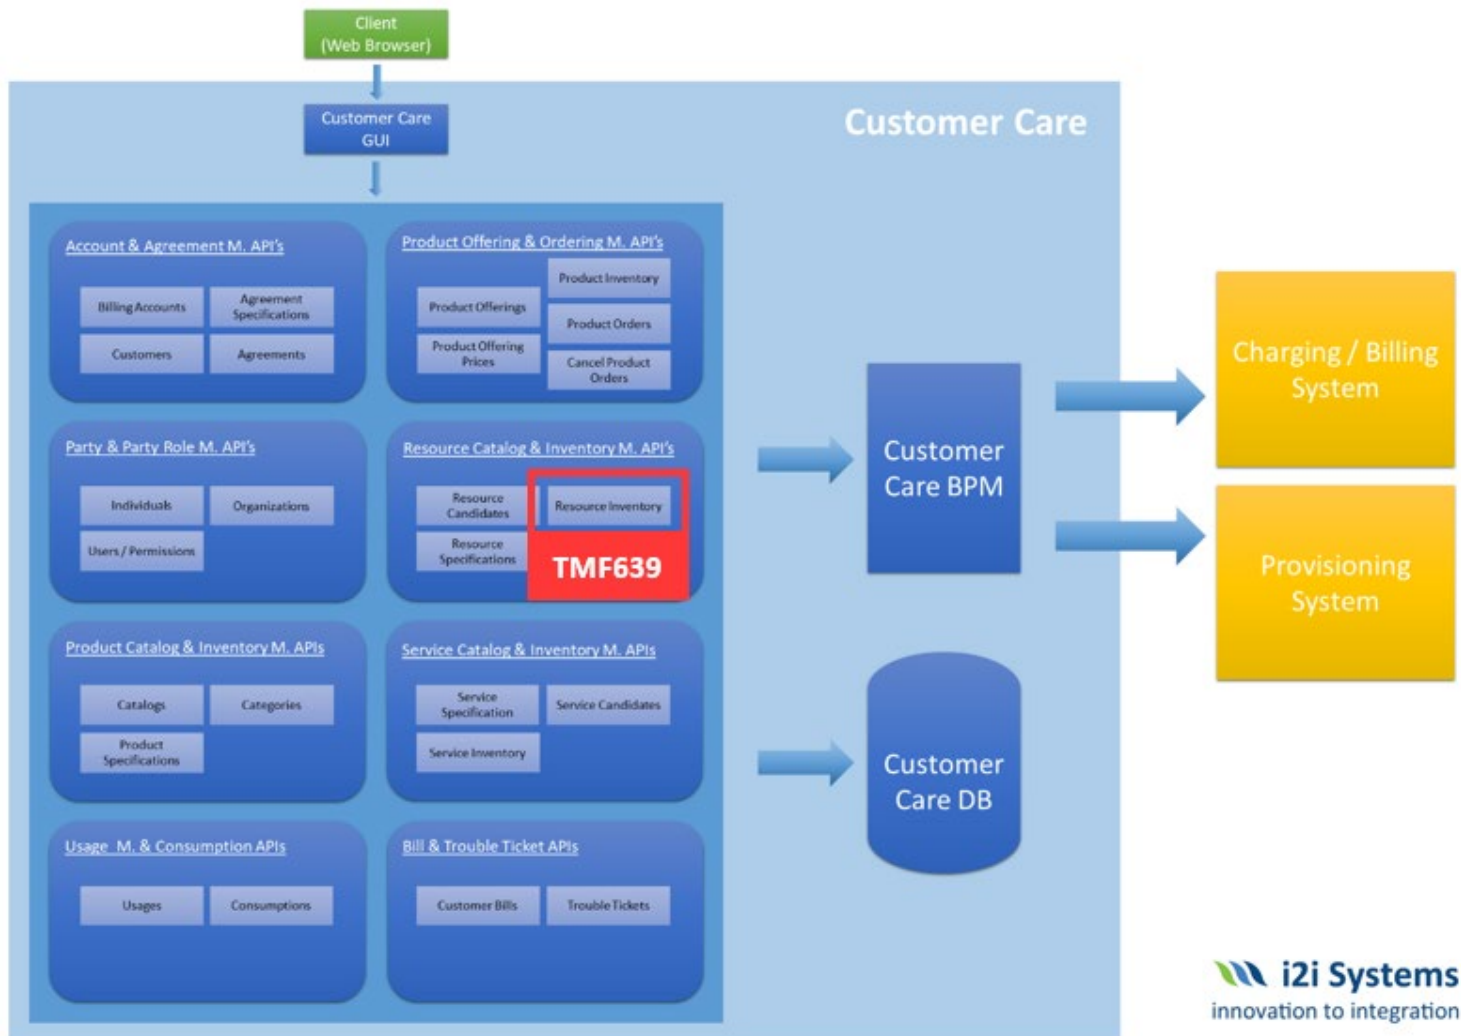 Client
(Web Browser)
Customer Care
GUI
Customer Care
Account & Agreement M. API's
Billing Accounts
Agreement
Specifications
Customers
Agreements
Product Offering & Ordering M. API's
Product Inventory
Product Offerings
Product Orders
Product Offering
Prices
Cancel Product
Orders
Party & Party Role M. API's
Individuals
Organizations
Users / Permissions
Resource Catalog & Inventory M. API's
Resource
Candidates
Resource Inventory
Resource
Specifications
TMF639
Product Catalog & Inventory M. APIs
Catalogs
Categories
Product
Specifications
Service Catalog & Inventory M. APIs
Service
Specification
Service Candidates
Service Inventory
Usage M. & Consumption APIs
Usages
Consumptions
Bill & Trouble Ticket APIs
Customer Bills
Trouble Tickets
Customer
Care BPM
Customer
Care DB
Charging / Billing
System
Provisioning
System
i2i Systems
innovation to integration